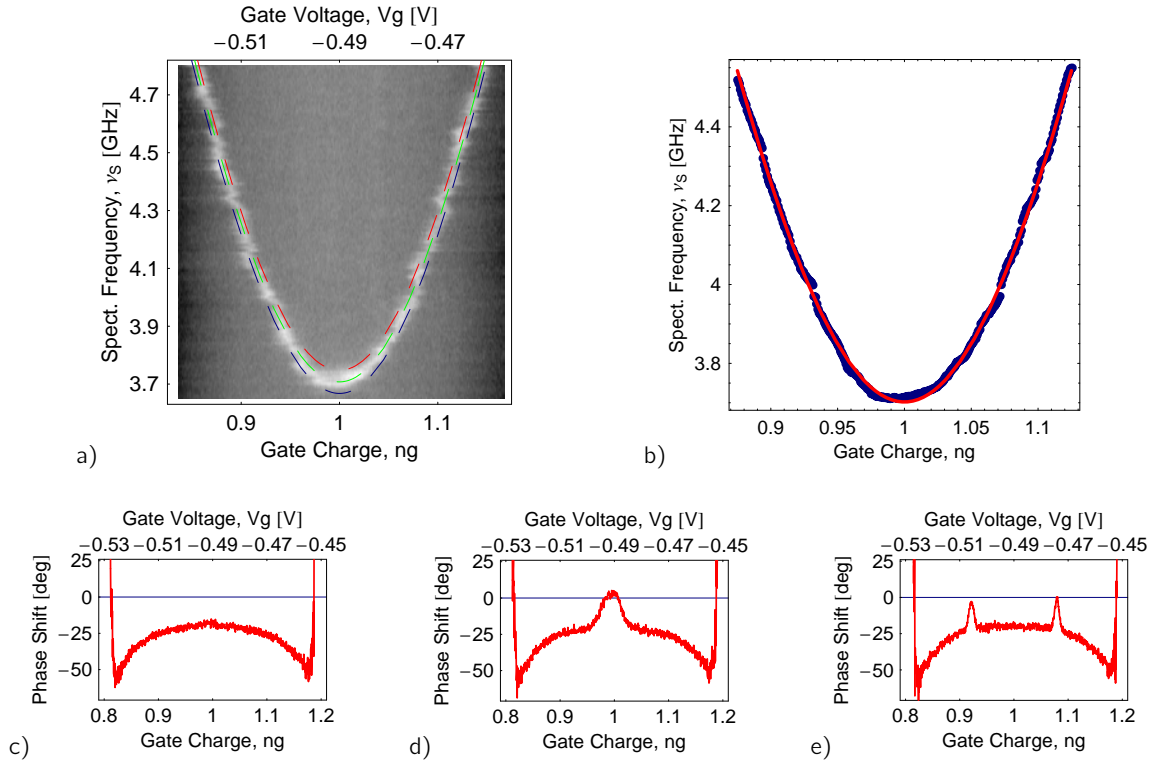 Gate Voltage, Vg [V]
−0.51 −0.49 −0.47
4.7
4.5
4.3
4.1
3.9
3.7
Spect. Frequency, νS [GHz]
0.9 1 1.1
Gate Charge, ng
a)
4.4
4.2
4
3.8
Spect. Frequency, νS [GHz]
0.9 0.95 1 1.05 1.1
Gate Charge, ng
b)
Gate Voltage, Vg [V]
−0.53 −0.51 −0.49 −0.47 −0.45
25
0
−25
−50
Phase Shift [deg]
0.8 0.9 1 1.1 1.2
Gate Charge, ng
c)
Gate Voltage, Vg [V]
−0.53 −0.51 −0.49 −0.47 −0.45
25
0
−25
−50
Phase Shift [deg]
0.8 0.9 1 1.1 1.2
Gate Charge, ng
d)
Gate Voltage, Vg [V]
−0.53 −0.51 −0.49 −0.47 −0.45
25
0
−25
−50
Phase Shift [deg]
0.8 0.9 1 1.1 1.2
Gate Charge, ng
e)